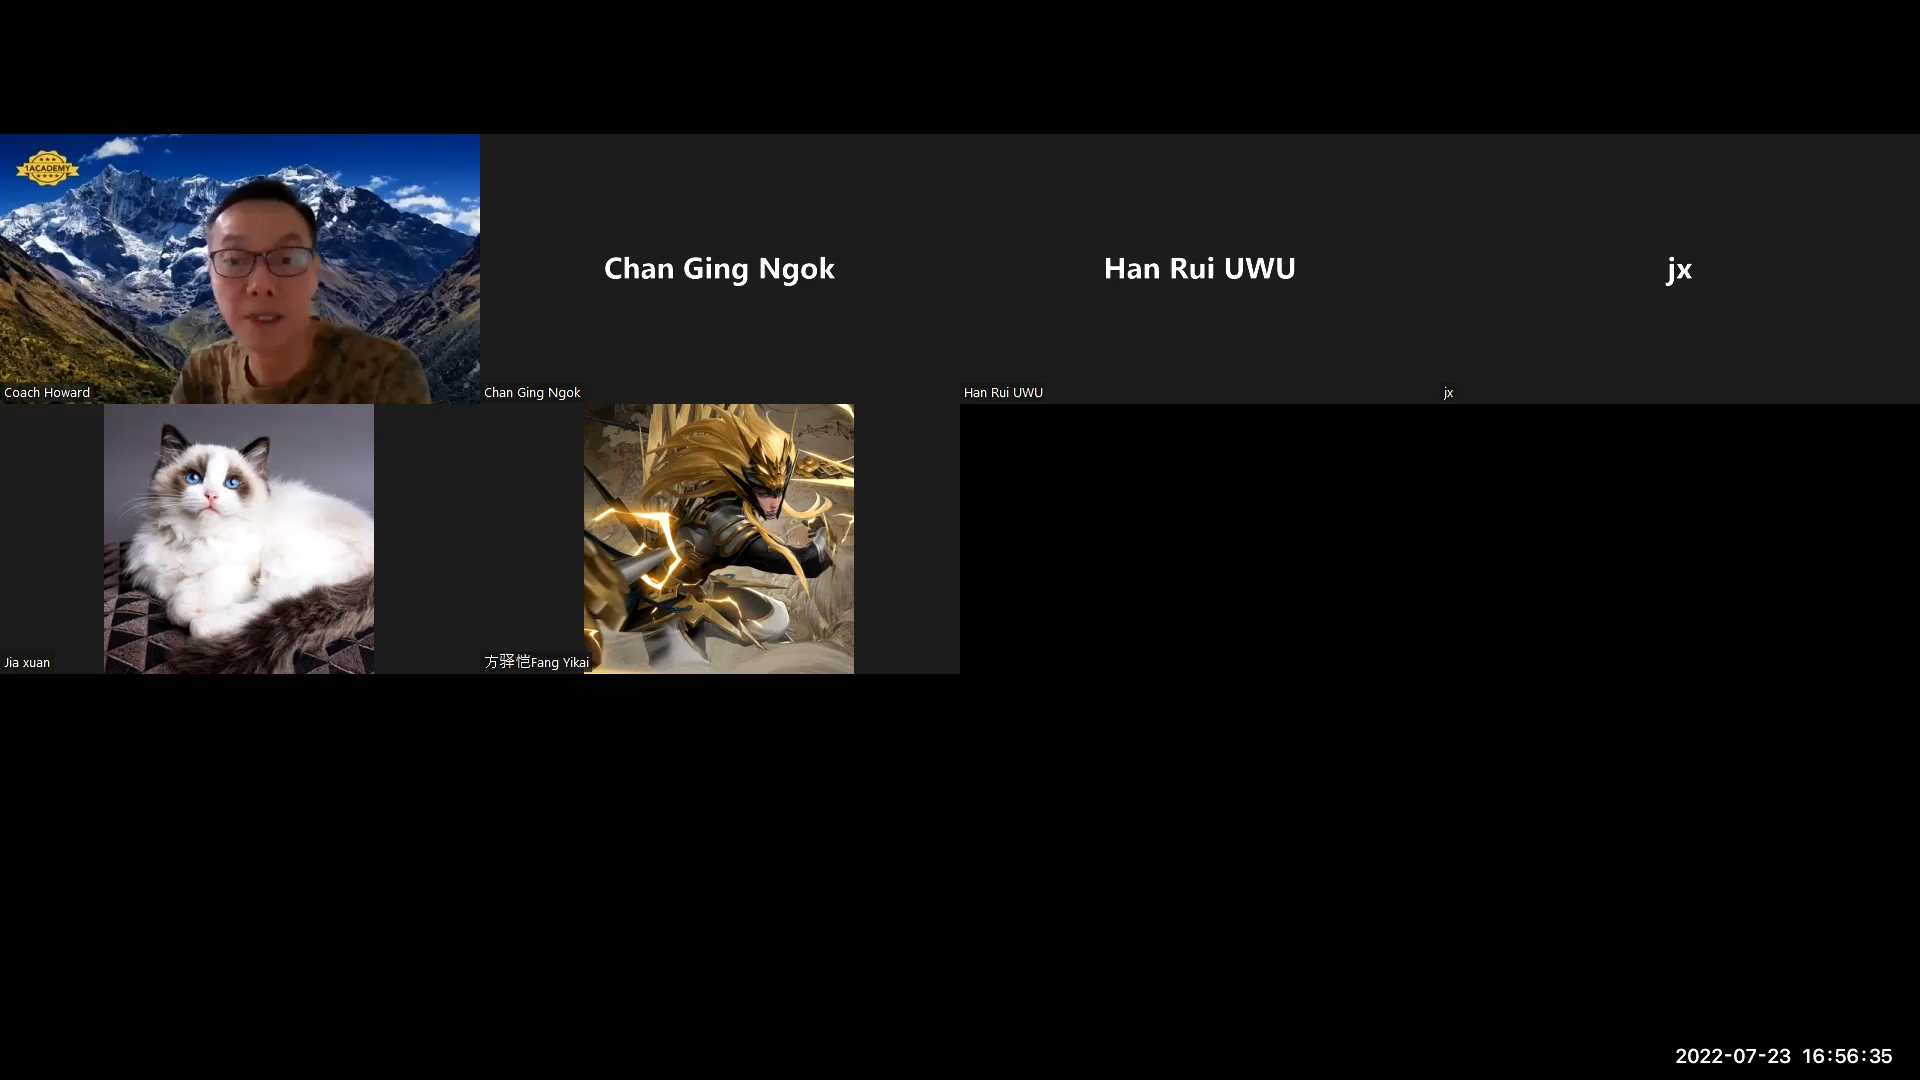 1ACADEMY
Chan Ging Ngok
Han Rui UWU
jx
Coach Howard
Chan Ging Ngok
Han Rui UWU
jx
Jia xuan
方驿恺Fang Yikai
2022-07-23 16:56:35